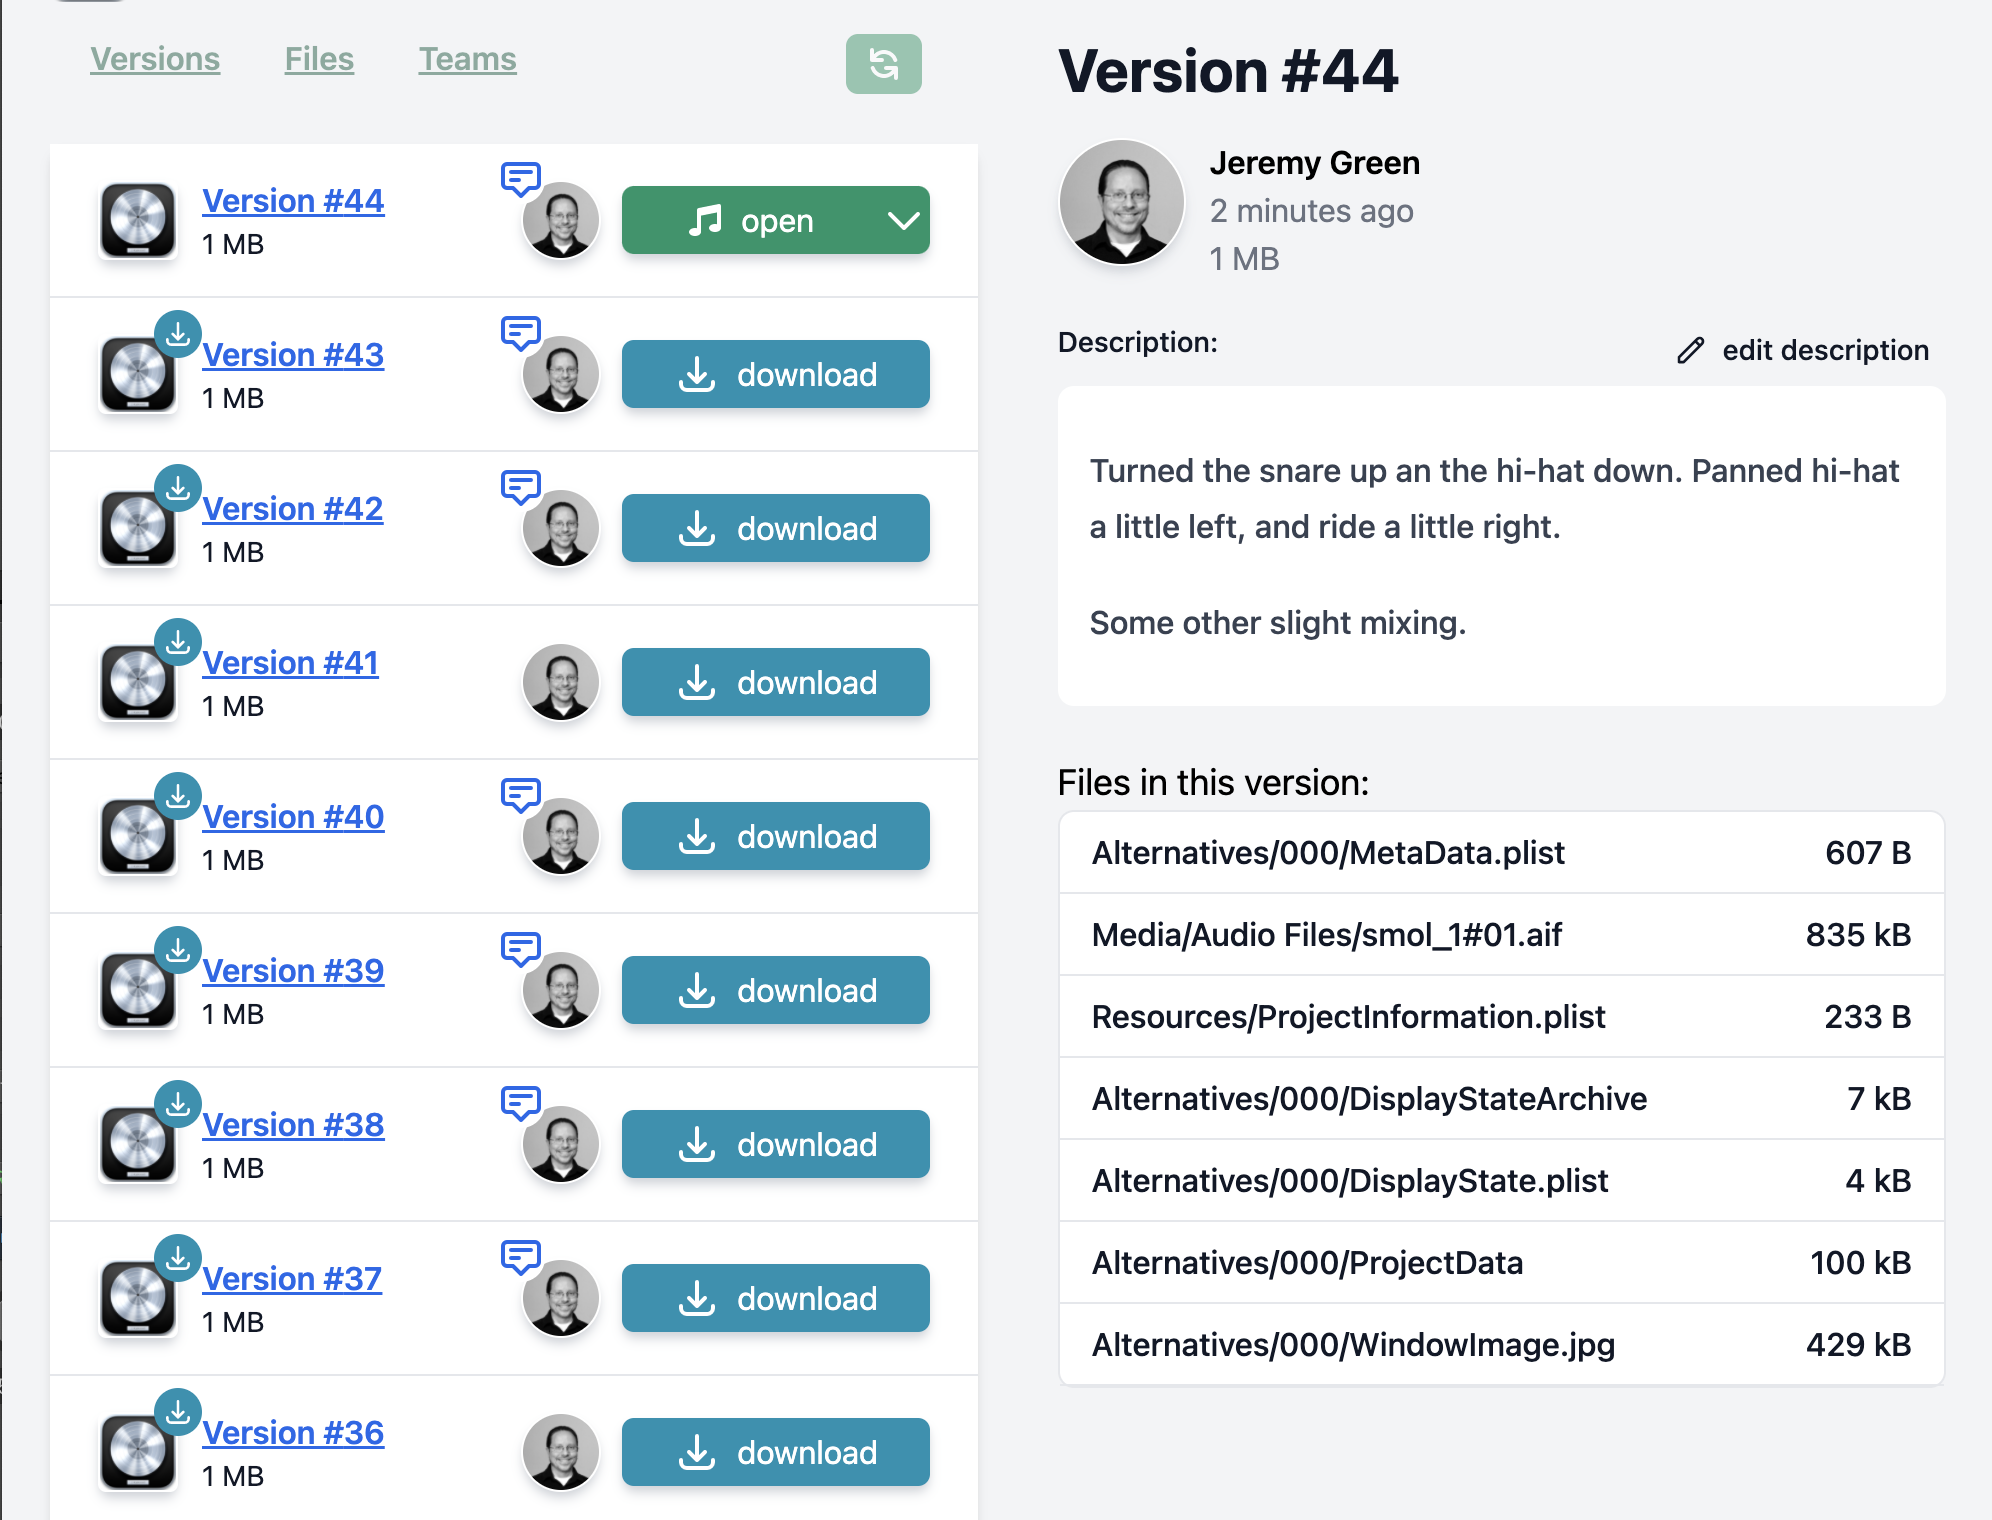 Versions Files Teams
Version #44
1 MB
open
Version #43
1 MB
download
Version #42
1 MB
download
Version #41
1 MB
download
Version #40
1 MB
download
Version #39
1 MB
download
Version #38
1 MB
download
Version #37
1 MB
download
Version #36
1 MB
download
Version #44
Jeremy Green
2 minutes ago
1 MB
Description:
edit description
Turned the snare up an the hi-hat down. Panned hi-hat
a little left, and ride a little right.
Some other slight mixing.
Files in this version:
Alternatives/000/MetaData.plist 607 B
Media/Audio Files/smol_1#01.aif 835 kB
Resources/ProjectInformation.plist 233 B
Alternatives/000/DisplayStateArchive 7 kB
Alternatives/000/DisplayState.plist 4 kB
Alternatives/000/ProjectData 100 kB
Alternatives/000/WindowImage.jpg 429 kB